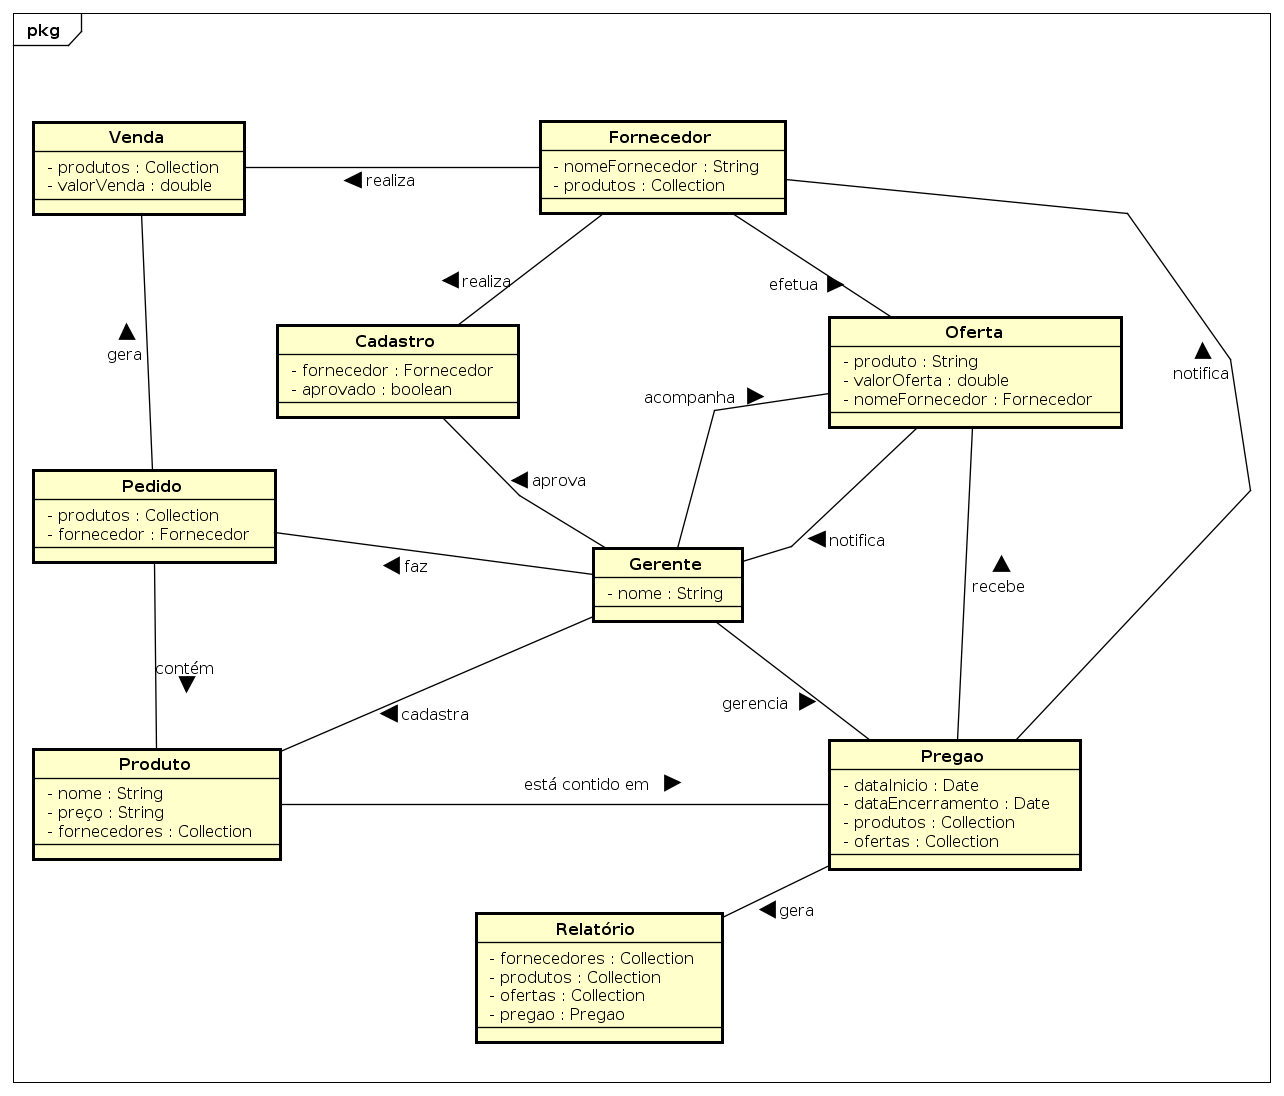 pkg
Venda
- produtos : Collection
- valorVenda : double
realiza
Fornecedor
- nomeFornecedor : String
- produtos : Collection
realiza
efetua
gera
notifica
Cadastro
- fornecedor : Fornecedor
- aprovado : boolean
Oferta
- produto : String
- valorOferta : double
- nomeFornecedor : Fornecedor
acompanha
aprova
Pedido
- produtos : Collection
- fornecedor : Fornecedor
notifica
faz
Gerente
- nome : String
recebe
contém
cadastra
gerencia
Produto
- nome : String
- preço : String
- fornecedores : Collection
está contido em
Pregao
- dataInicio : Date
- dataEncerramento : Date
- produtos : Collection
- ofertas : Collection
gera
Relatório
- fornecedores : Collection
- produtos : Collection
- ofertas : Collection
- pregao : Pregao